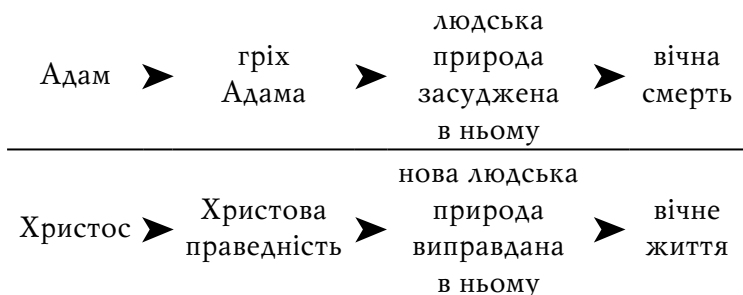 Адам ➤ гріх Адама ➤ людська природа засуджена в ньому ➤ вічна смерть
Христос ➤ Христова праведність ➤ нова людська природа виправдана в ньому ➤ вічне життя